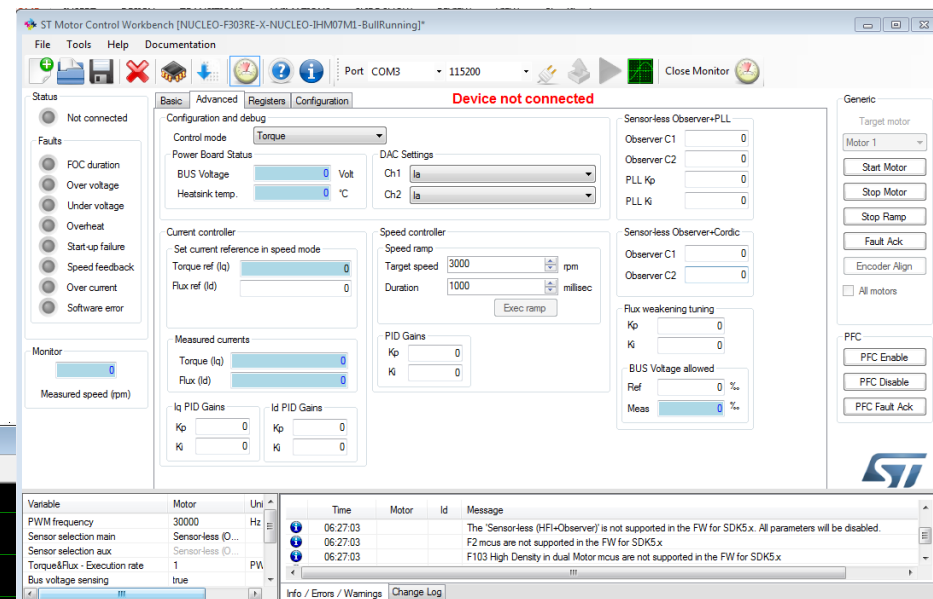 ST Motor Control Workbench [NUCLEO-F303RE-X-NUCLEO-IHM07M1-BullRunning]*
File Tools Help Documentation
Port COM3 115200 Close Monitor
Status
Not connected
Faults
FOC duration
Over voltage
Under voltage
Overheat
Start-up failure
Speed feedback
Over current
Software error
Monitor
0
Measured speed (rpm)
Basic Advanced Registers Configuration
Device not connected
Configuration and debug
Control mode Torque
Power Board Status
BUS Voltage 0 Volt
Heatsink temp. 0 °C
DAC Settings
Ch1 Ia
Ch2 Ia
Current controller
Set current reference in speed mode
Torque ref (Iq) 0
Flux ref (Id) 0
Measured currents
Torque (Iq) 0
Flux (Id) 0
Iq PID Gains
Kp 0
Ki 0
Id PID Gains
Kp 0
Ki 0
Speed controller
Speed ramp
Target speed 3000 rpm
Duration 1000 millisec
Exec ramp
PID Gains
Kp 0
Ki 0
Sensor-less Observer+PLL
Observer C1 0
Observer C2 0
PLL Kp 0
PLL Ki 0
Sensor-less Observer+Cordic
Observer C1 0
Observer C2 0
Flux weakening tuning
Kp 0
Ki 0
BUS Voltage allowed
Ref 0 ‰
Meas 0 ‰
Generic
Target motor
Motor 1
Start Motor
Stop Motor
Stop Ramp
Fault Ack
Encoder Align
All motors
PFC
PFC Enable
PFC Disable
PFC Fault Ack
ST
Variable Motor Uni
PWM frequency 30000 Hz
Sensor selection main Sensor-less (O...
Sensor selection aux Sensor-less (O...
Torque&Flux - Execution rate 1 PW
Bus voltage sensing true
Time Motor Id Message
06:27:03 The 'Sensor-less (HFI+Observer)' is not supported in the FW for SDK5.x. All parameters will be disabled.
06:27:03 F2 mcus are not supported in the FW for SDK5.x
06:27:03 F103 High Density in dual Motor mcus are not supported in the FW for SDK5.x
Info / Errors / Warnings Change Log